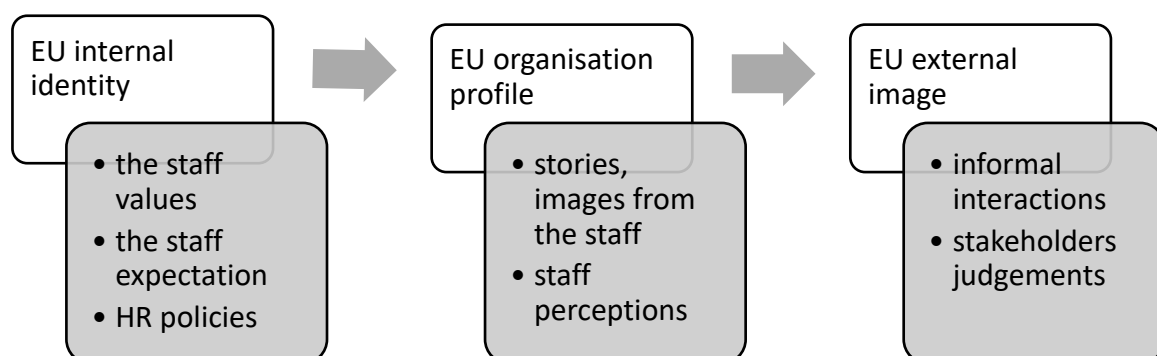 EU internal
identity
• the staff
values
• the staff
expectation
• HR policies
EU organisation
profile
• stories,
images from
the staff
• staff
perceptions
EU external
image
• informal
interactions
• stakeholders
judgements